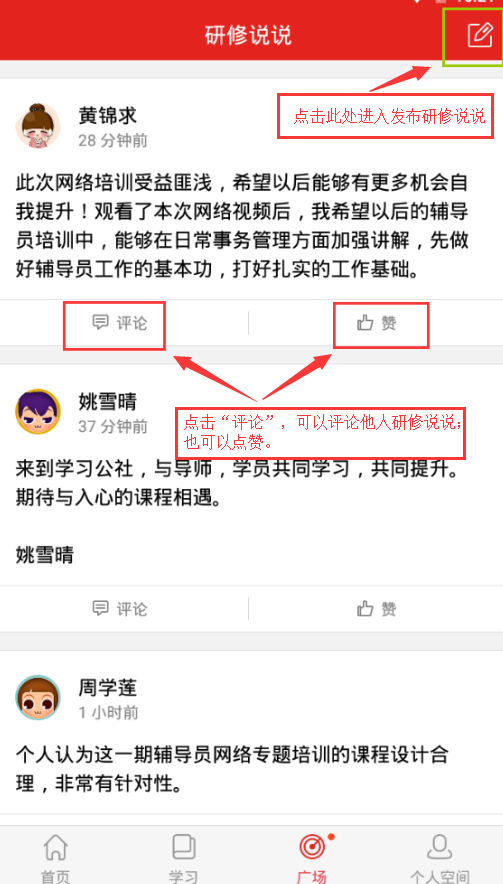 研修说说
点击此处进入发布研修说说
黄锦求
28 分钟前
此次网络培训受益匪浅，希望以后能够有更多机会自
我提升！观看了本次网络视频后，我希望以后的辅导
员培训中，能够在日常事务管理方面加强讲解，先做
好辅导员工作的基本功，打好扎实的工作基础。
评论 赞
姚雪晴
37 分钟前
点击“评论”，可以评论他人研修说说；
也可以点赞。
来到学习公社，与导师，学员共同学习，共同提升。
期待与入心的课程相遇。
姚雪晴
评论 赞
周学莲
1 小时前
个人认为这一期辅导员网络专题培训的课程设计合
理，非常有针对性。
首页 学习 广场 个人空间